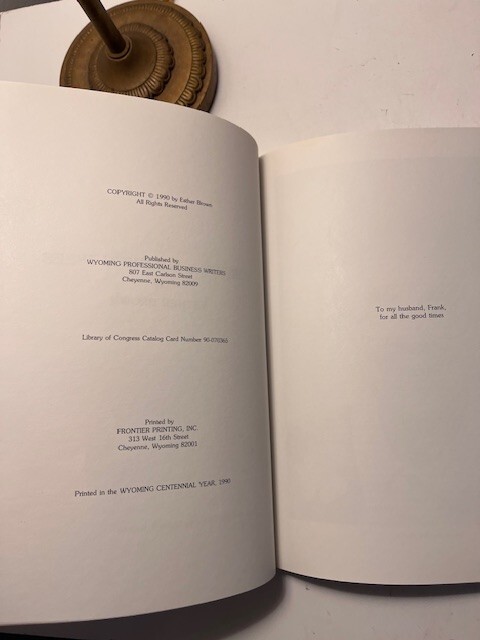 COPYRIGHT © 1990 by Esther Brown
All Rights Reserved
Published by
WYOMING PROFESSIONAL BUSINESS WRITERS
807 East Carlson Street
Cheyenne, Wyoming 82009
Library of Congress Catalog Card Number 90-070365
Printed by
FRONTIER PRINTING, INC.
313 West 16th Street
Cheyenne, Wyoming 82001
Printed in the WYOMING CENTENNIAL YEAR, 1990
To my husband, Frank,
for all the good times